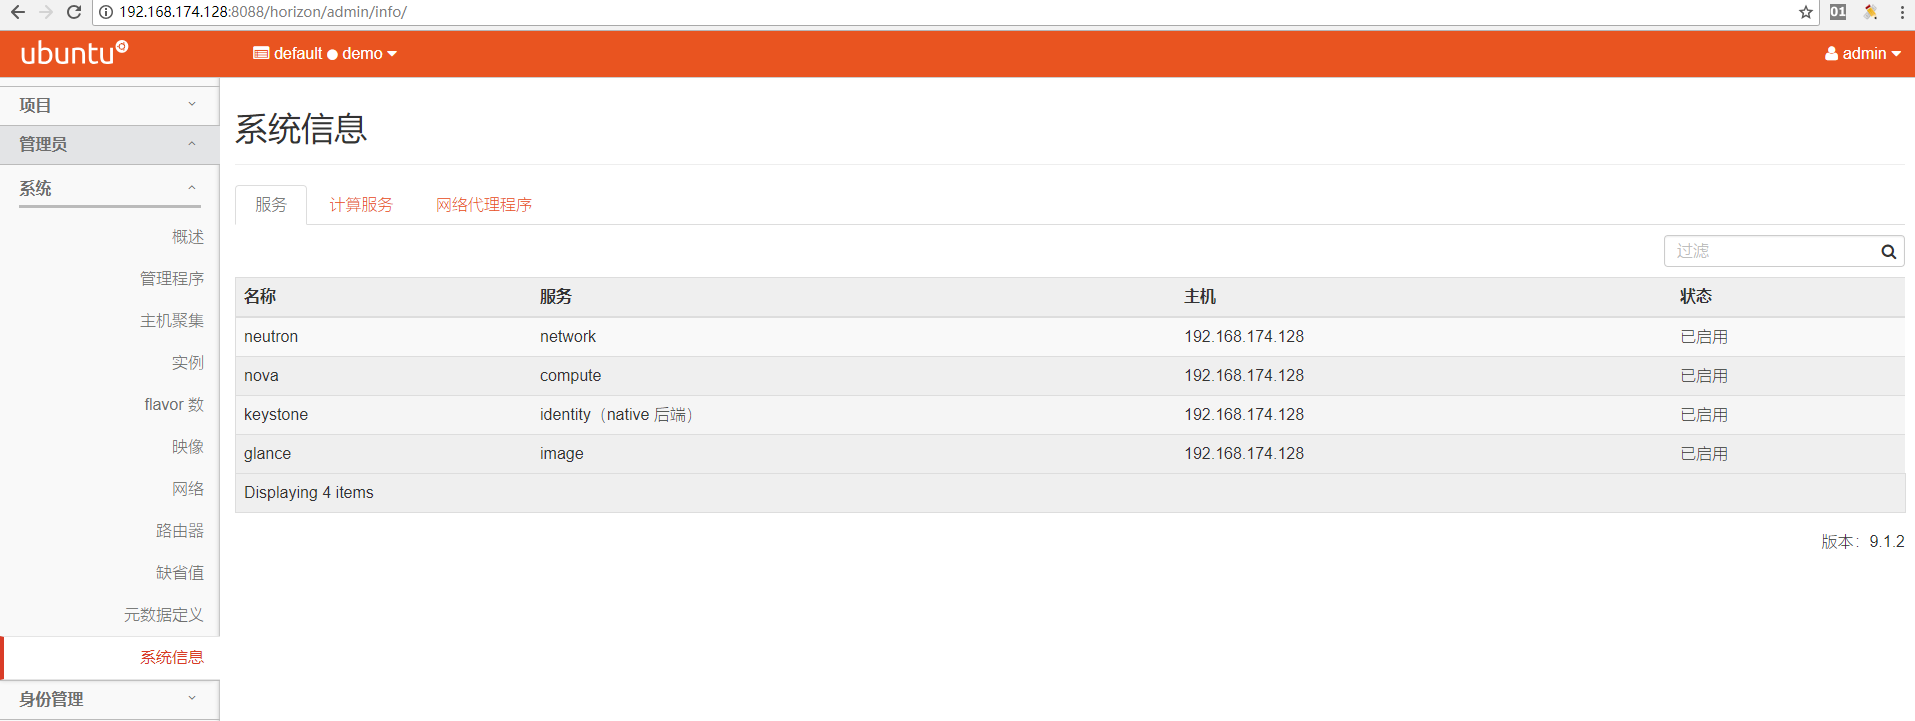 192.168.174.128:8088/horizon/admin/info/
01
ubuntu
default ● demo
admin
项目
管理员
系统
概述
管理程序
主机聚集
实例
flavor 数
映像
网络
路由器
缺省值
元数据定义
系统信息
身份管理
系统信息
服务 计算服务 网络代理程序
过滤
名称 服务 主机 状态
neutron network 192.168.174.128 已启用
nova compute 192.168.174.128 已启用
keystone identity（native 后端） 192.168.174.128 已启用
glance image 192.168.174.128 已启用
Displaying 4 items
版本：9.1.2